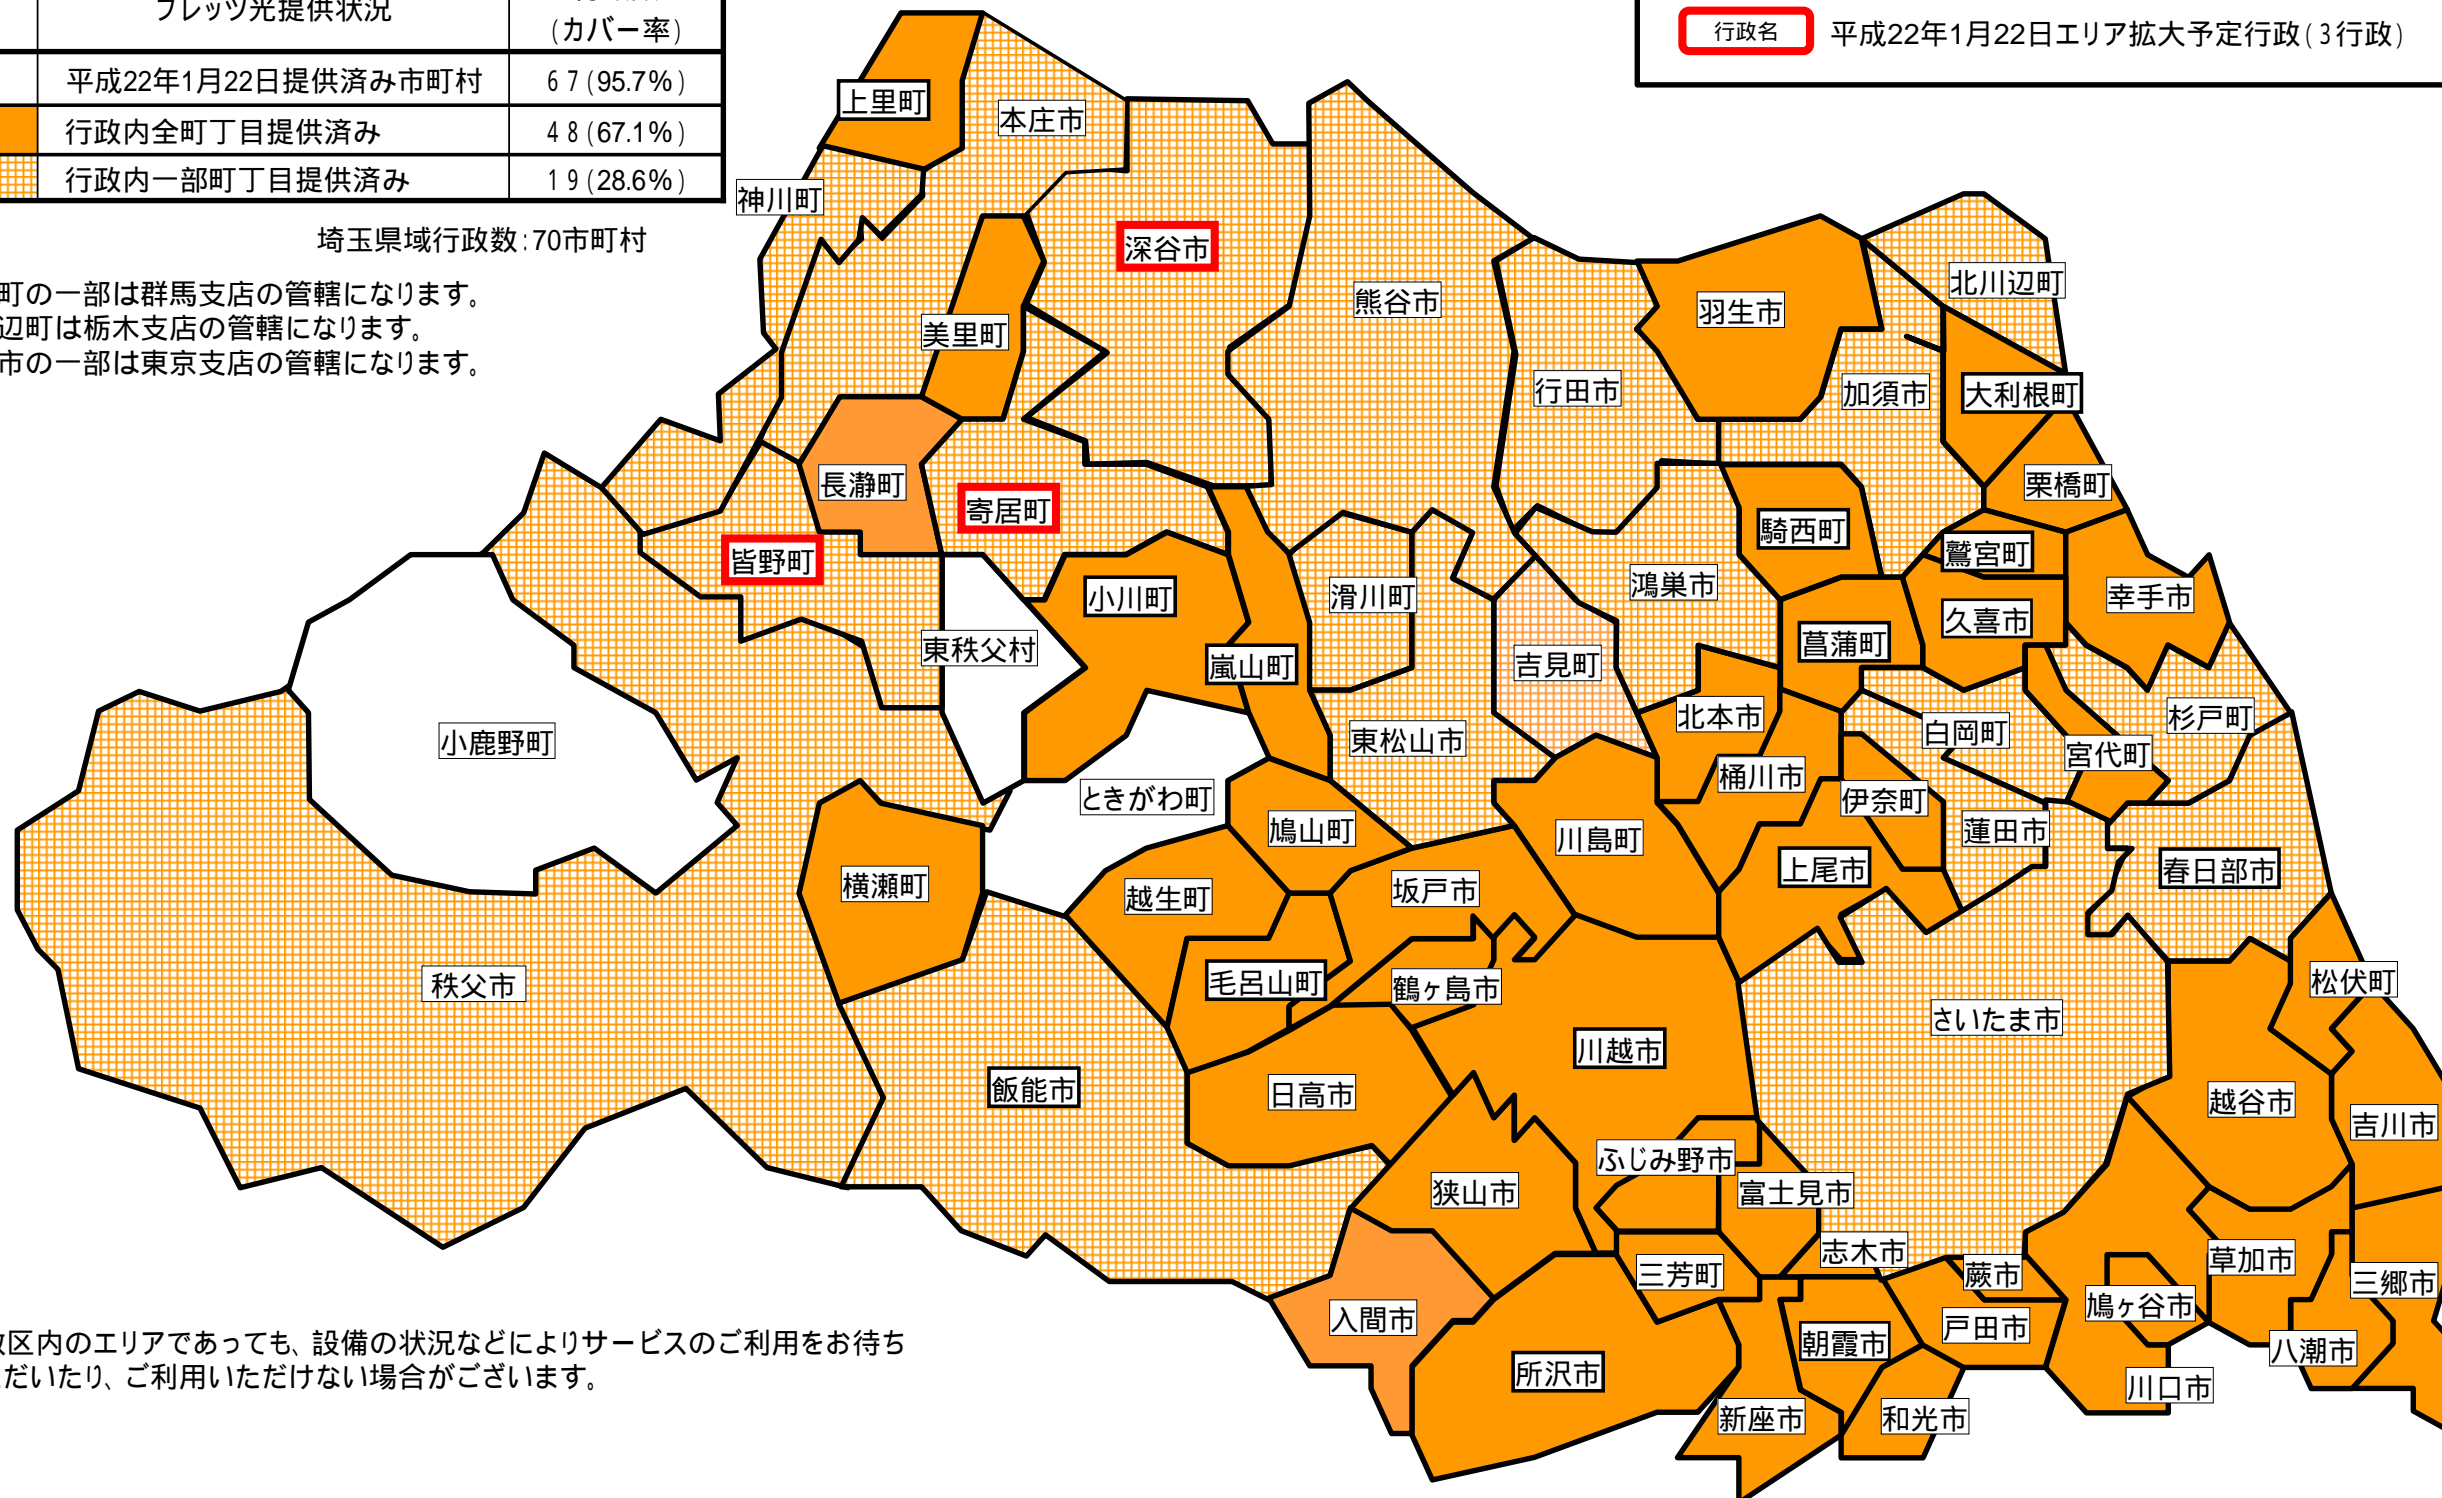 フレッツ光提供状況
(カバー率)
平成22年1月22日提供済み市町村 67(95.7%)
行政内全町丁目提供済み 48(67.1%)
行政内一部町丁目提供済み 19(28.6%)
埼玉県域行政数:70市町村
町の一部は群馬支店の管轄になります。
辺町は栃木支店の管轄になります。
市の一部は東京支店の管轄になります。
行政名 平成22年1月22日エリア拡大予定行政(3行政)
上里町
本庄市
神川町
深谷市
北川辺町
熊谷市
羽生市
美里町
行田市
加須市
大利根町
長瀞町
栗橋町
寄居町
騎西町
皆野町
鷲宮町
小川町
滑川町
鴻巣市
幸手市
久喜市
東秩父村
嵐山町
吉見町
菖蒲町
北本市
杉戸町
白岡町
小鹿野町
東松山市
宮代町
桶川市
ときがわ町
伊奈町
鳩山町
川島町
蓮田市
上尾市
春日部市
横瀬町
坂戸市
越生町
松伏町
毛呂山町
秩父市
鶴ヶ島市
さいたま市
川越市
飯能市
日高市
越谷市
吉川市
ふじみ野市
狭山市
富士見市
志木市
草加市
三芳町
蕨市
三郷市
鳩ヶ谷市
入間市
戸田市
朝霞市
八潮市
所沢市
川口市
新座市
和光市
区内のエリアであっても、設備の状況などによりサービスのご利用をお待ち
だいたり、ご利用いただけない場合がございます。